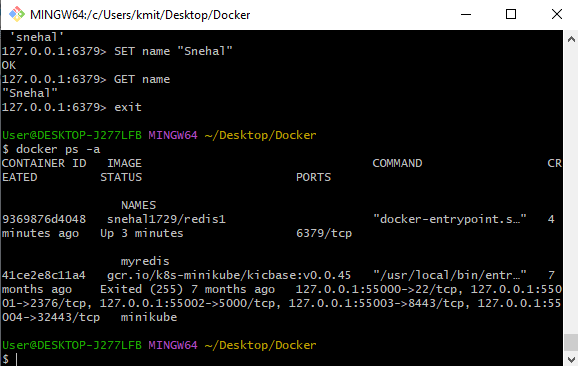 MINGW64:/c/Users/kmit/Desktop/Docker
'snehal'
127.0.0.1:6379> SET name "Snehal"
OK
127.0.0.1:6379> GET name
"Snehal"
127.0.0.1:6379> exit
User@DESKTOP-J277LFB MINGW64 ~/Desktop/Docker
$ docker ps -a
CONTAINER ID   IMAGE                                 COMMAND                  CR
EATED         STATUS                     PORTS
NAMES
9369876d4048   snehal1729/redis1                     "docker-entrypoint.s…"   4
minutes ago   Up 3 minutes               6379/tcp
myredis
41ce2e8c11a4   gcr.io/k8s-minikube/kicbase:v0.0.45   "/usr/local/bin/entr…"   7
months ago    Exited (255) 7 months ago   127.0.0.1:55000->22/tcp, 127.0.0.1:550
01->2376/tcp, 127.0.0.1:55002->5000/tcp, 127.0.0.1:55003->8443/tcp, 127.0.0.1:55
004->32443/tcp   minikube
User@DESKTOP-J277LFB MINGW64 ~/Desktop/Docker
$